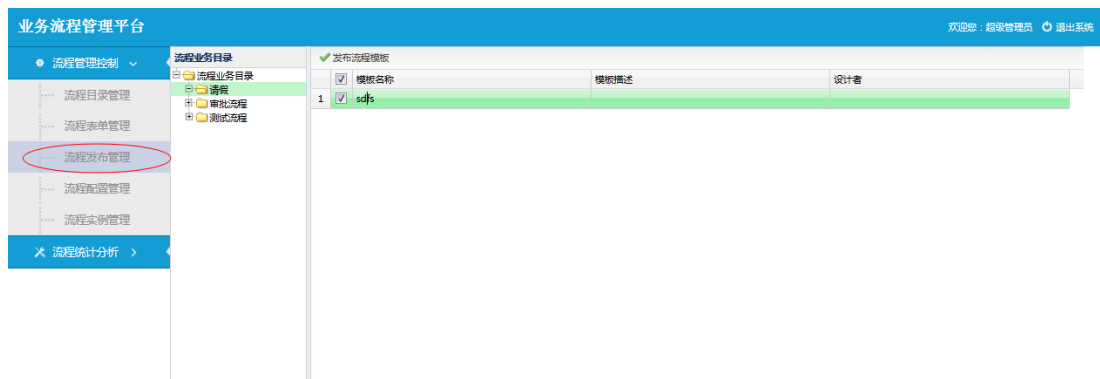 业务流程管理平台
欢迎您：超级管理员 退出系统
流程管理控制
流程目录管理
流程表单管理
流程发布管理
流程配置管理
流程实例管理
流程统计分析
流程业务目录
流程业务目录
请假
审批流程
测试流程
发布流程模板
模板名称 模板描述 设计者
1 sdfs